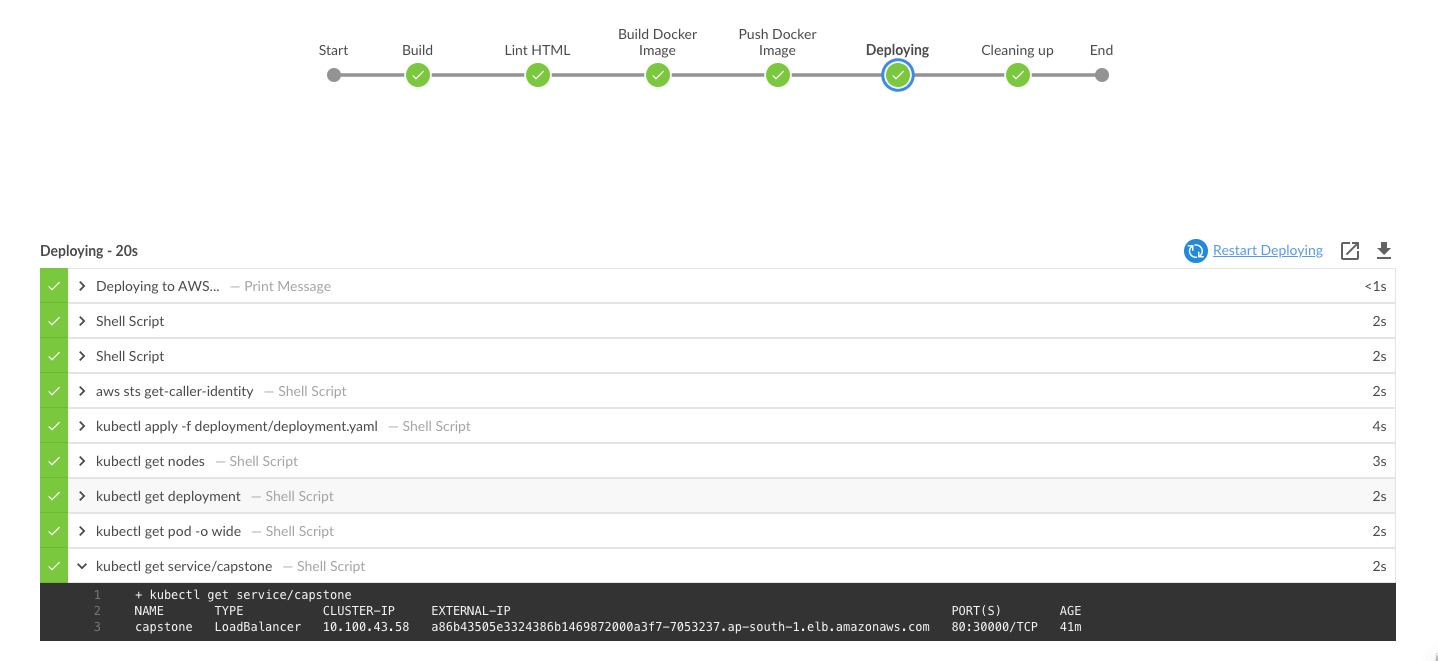 Start
Build
Lint HTML
Build Docker
Image
Push Docker
Image
Deploying
Cleaning up
End
Deploying - 20s
Restart Deploying
Deploying to AWS... — Print Message <1s
Shell Script 2s
Shell Script 2s
aws sts get-caller-identity — Shell Script 2s
kubectl apply -f deployment/deployment.yaml — Shell Script 4s
kubectl get nodes — Shell Script 3s
kubectl get deployment — Shell Script 2s
kubectl get pod -o wide — Shell Script 2s
kubectl get service/capstone — Shell Script 2s
1 + kubectl get service/capstone
2 NAME TYPE CLUSTER-IP EXTERNAL-IP PORT(S) AGE
3 capstone LoadBalancer 10.100.43.58 a86b43505e3324386b1469872000a3f7-7053237.ap-south-1.elb.amazonaws.com 80:30000/TCP 41m